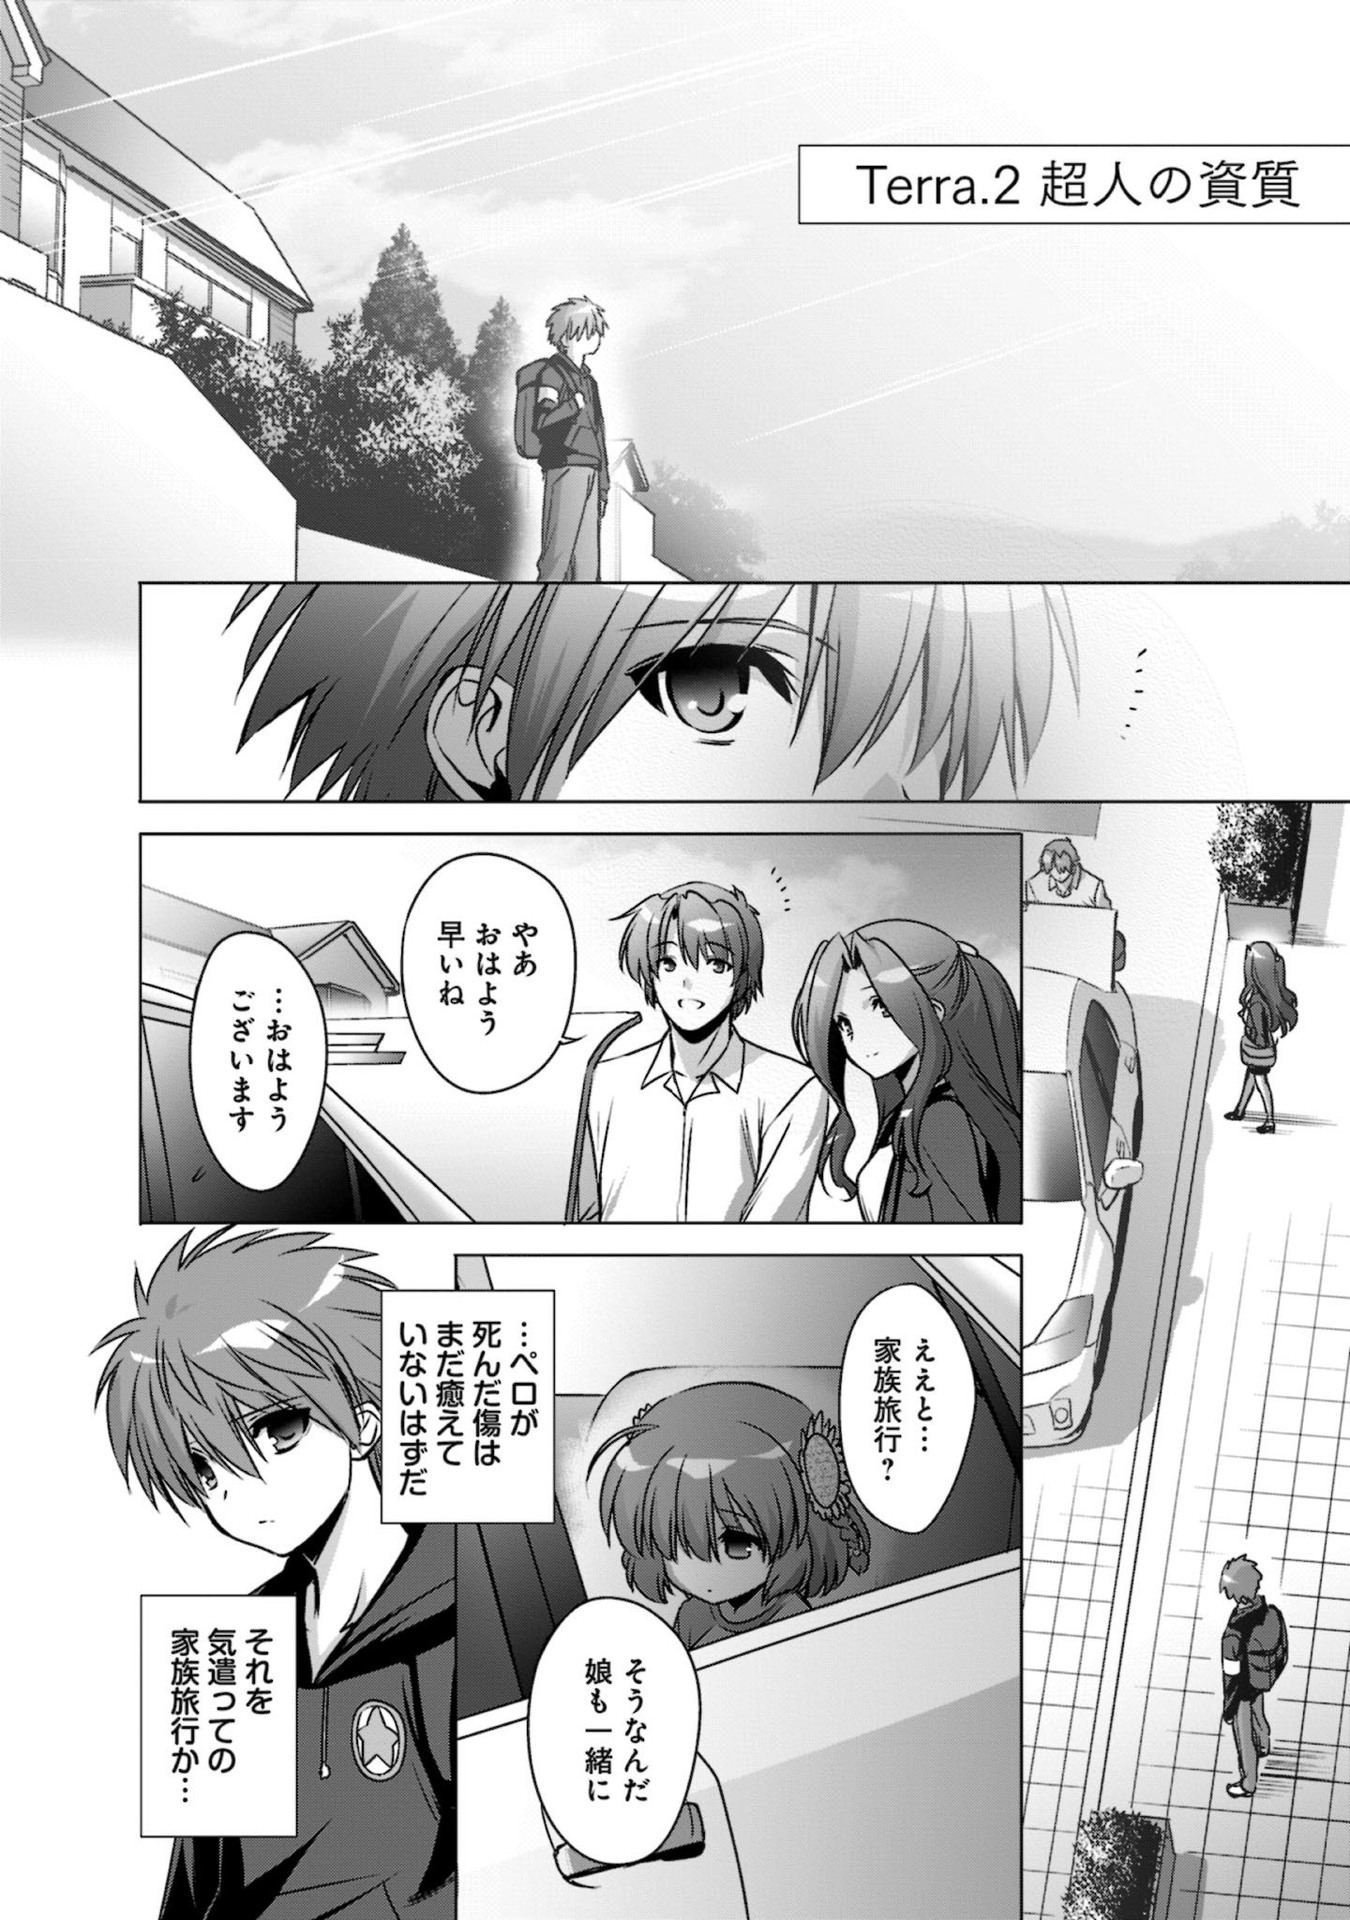 Terra.2 超人の資質
やあ
おはよう
早いね
…おはよう
ございます
ええと…
家族旅行？
そうなんだ
娘も一緒に
…ペロが
死んだ傷は
まだ癒えて
いないはずだ
それを
気遣っての
家族旅行か…